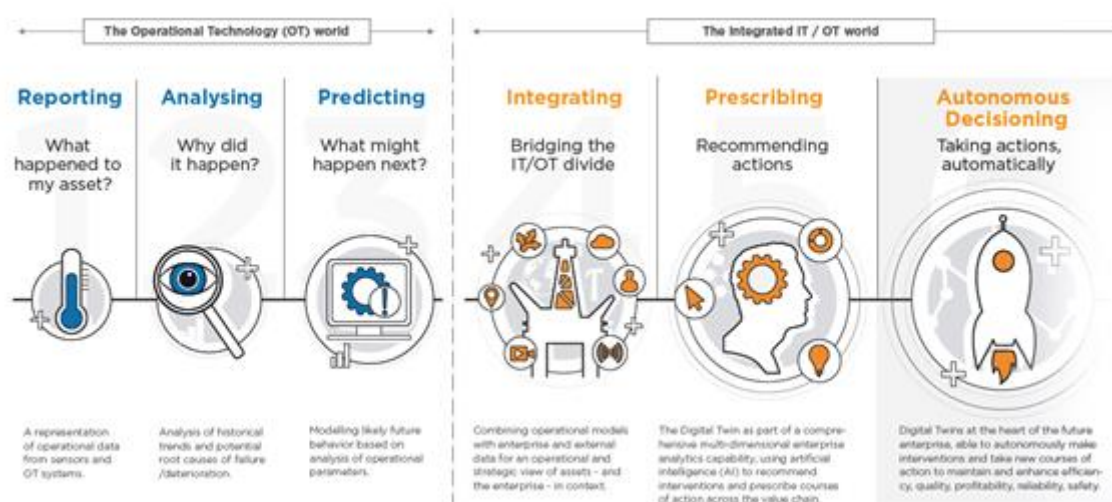 The Operational Technology (OT) world
The Integrated IT / OT world
Reporting
What
happened to
my asset?
A representation
of operational data
from sensors and
OT systems.
Analysing
Why did
it happen?
Analysis of historical
trends and potential
root causes of failure
/deterioration.
Predicting
What might
happen next?
Modelling likely future
behavior based on
analysis of operational
parameters.
Integrating
Bridging the
IT/OT divide
Combining operational models
with enterprise and external
data for an operational and
strategic view of assets - and
the enterprise - in context.
Prescribing
Recommending
actions
The Digital Twin as part of a compre-
hensive multi-dimensional enterprise
analytics capability, using artificial
intelligence (AI) to recommend
interventions and prescribe courses
of action across the value chain.
Autonomous
Decisioning
Taking actions,
automatically
Digital Twins at the heart of the future
enterprise, able to autonomously make
interventions and take new courses of
action to maintain and enhance efficien-
cy, quality, profitability, reliability, safety.